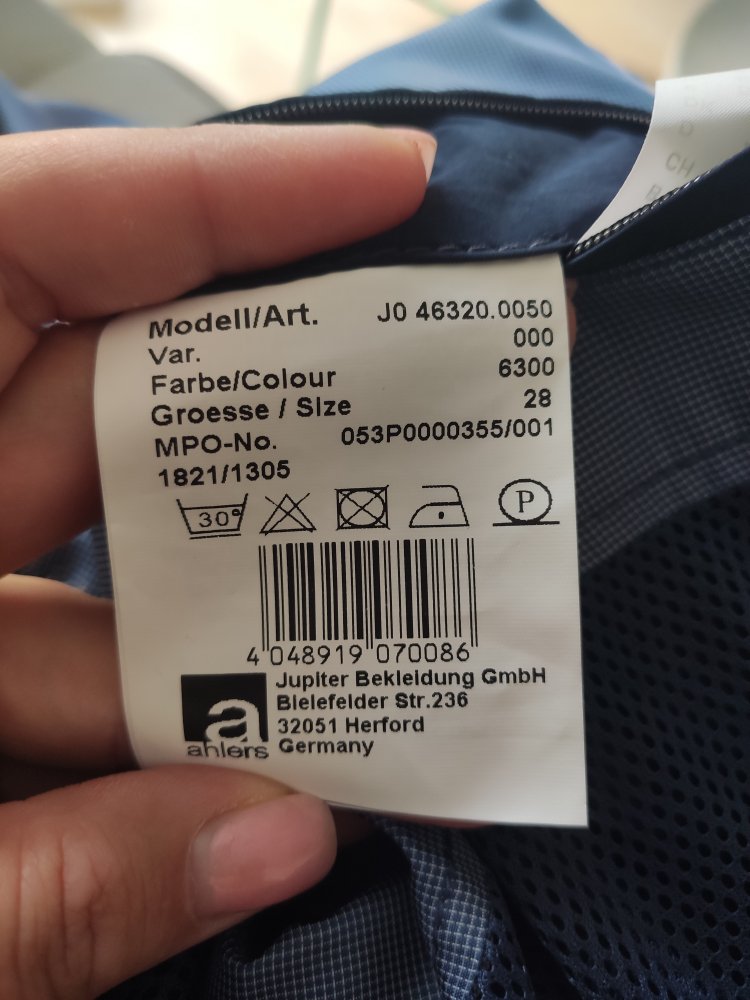 O
CH
Modell/Art. J0 46320.0050
Var. 000
Farbe/Colour 6300
Groesse / Size 28
MPO-No. 053P0000355/001
1821/1305
30°
P
4 048919 070086
a
ahlers
Jupiter Bekleidung GmbH
Bielefelder Str.236
32051 Herford
Germany